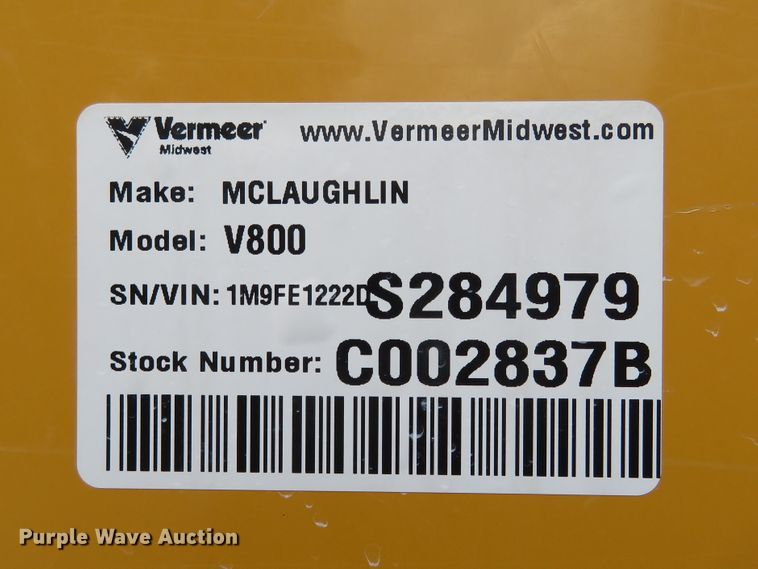 Vermeer www.VermeerMidwest.com
Midwest
Make: MCLAUGHLIN
Model: V800
SN/VIN: 1M9FE1222DS284979
Stock Number: C002837B
Purple Wave Auction